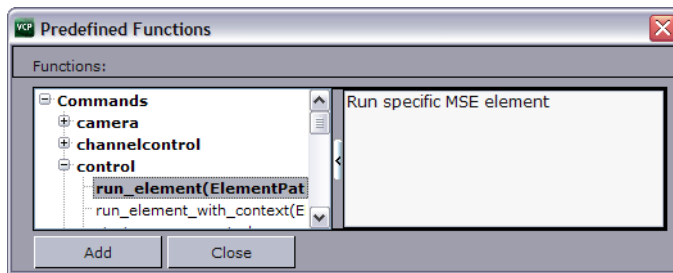 VCP Predefined Functions
Functions:
Commands
camera
channelcontrol
control
run_element(ElementPat
run_element_with_context(E
Run specific MSE element
Add Close